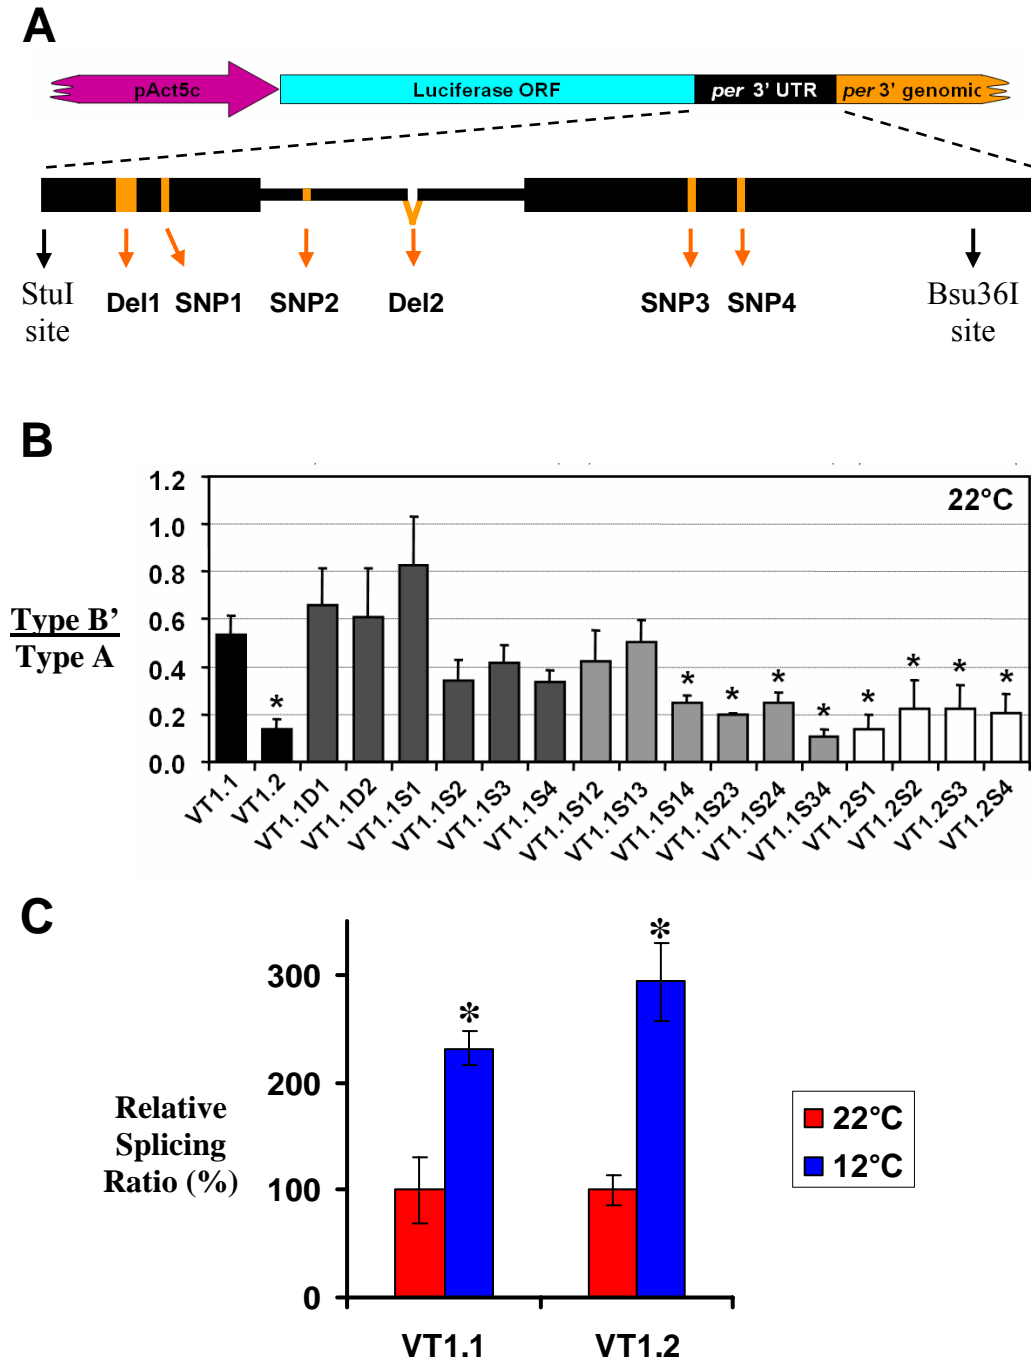 A
pAct5c
Luciferase ORF
per 3' UTR
per 3' genomic
StuI
site
Del1
SNP1
SNP2
Del2
SNP3
SNP4
Bsu36I
site
B
22°C
1.2
1.0
0.8
0.6
0.4
0.2
0.0
Type B’
Type A
*
*
*
*
*
*
*
*
*
VT1.1
VT1.2
VT1.1D1
VT1.1D2
VT1.1S1
VT1.1S2
VT1.1S3
VT1.1S4
VT1.1S12
VT1.1S13
VT1.1S14
VT1.1S23
VT1.1S24
VT1.1S34
VT1.2S1
VT1.2S2
VT1.2S3
VT1.2S4
C
300
200
100
0
Relative
Splicing
Ratio (%)
*
*
VT1.1
VT1.2
22°C
12°C